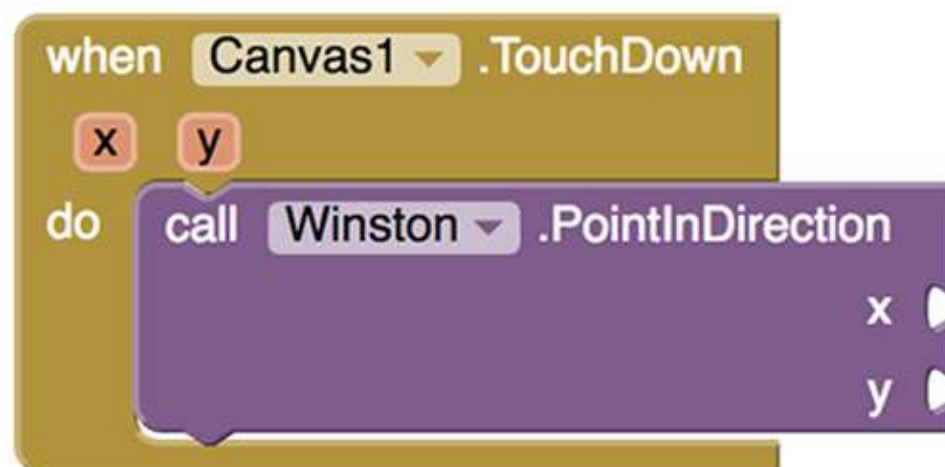 when Canvas1 .TouchDown
x y
do call Winston .PointInDirection
x
y